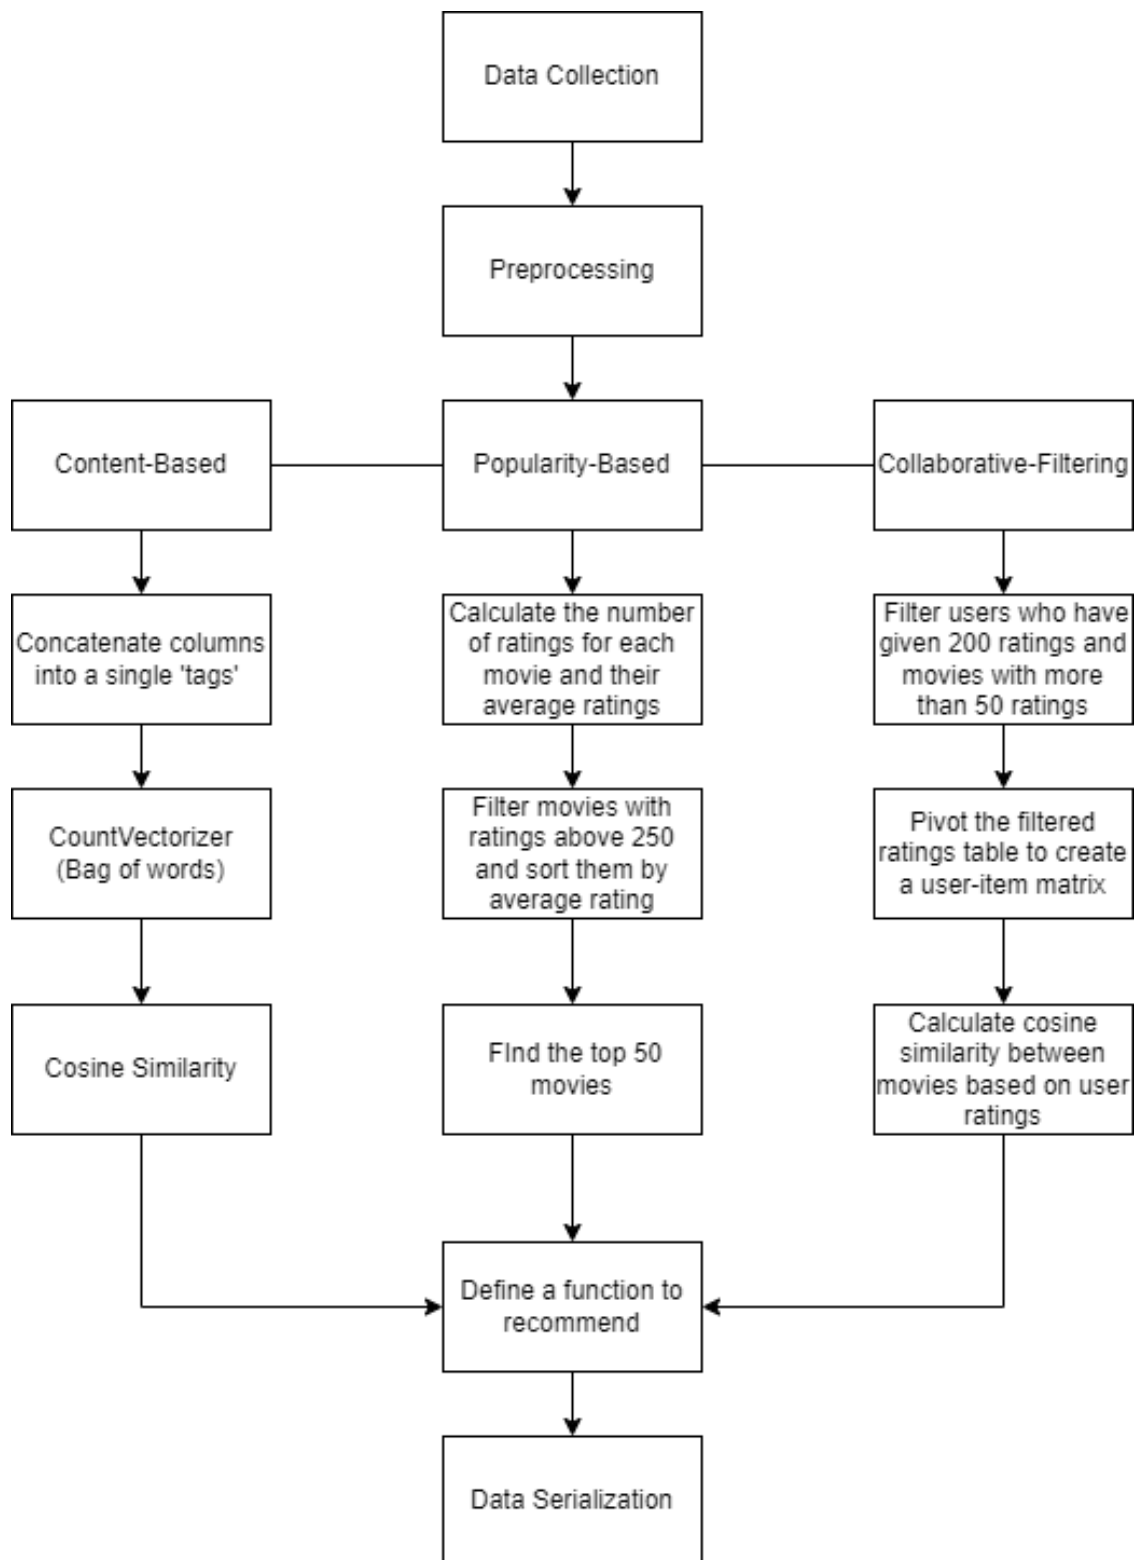 Data Collection
Preprocessing
Content-Based
Popularity-Based
Collaborative-Filtering
Concatenate columns
into a single 'tags'
Calculate the number
of ratings for each
movie and their
average ratings
Filter users who have
given 200 ratings and
movies with more
than 50 ratings
CountVectorizer
(Bag of words)
Filter movies with
ratings above 250
and sort them by
average rating
Pivot the filtered
ratings table to create
a user-item matrix
Cosine Similarity
FInd the top 50
movies
Calculate cosine
similarity between
movies based on user
ratings
Define a function to
recommend
Data Serialization